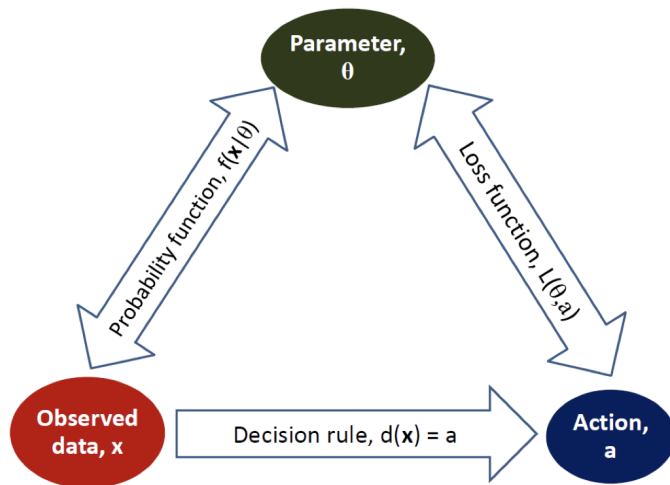 Parameter,
θ
Probability function, f(x|θ)
Loss function, L(θ,a)
Observed
data, x
Decision rule, d(x) = a
Action,
a